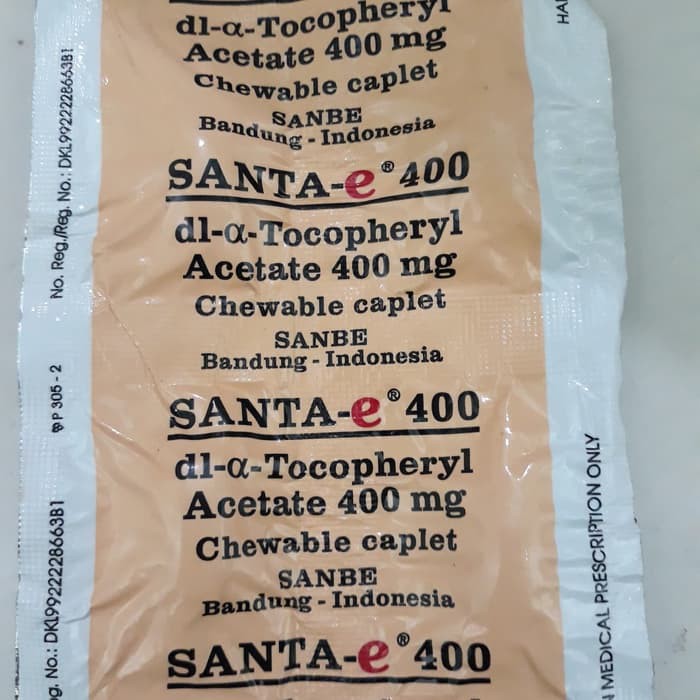 dl-α-Tocopheryl
Acetate 400 mg
Chewable caplet
SANBE
Bandung - Indonesia
SANTA-e® 400
dl-α-Tocopheryl
Acetate 400 mg
Chewable caplet
SANBE
Bandung - Indonesia
SANTA-e® 400
dl-α-Tocopheryl
Acetate 400 mg
Chewable caplet
SANBE
Bandung - Indonesia
SANTA-e® 400
No. Reg./Reg. No.: DKL9922228663B1
P 305 - 2
g. No.: DKL9922228663B1
HA
MEDICAL PRESCRIPTION ONLY